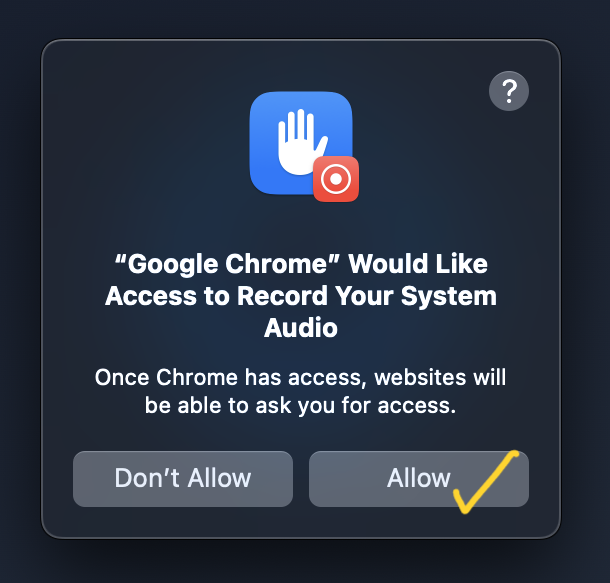 ?
“Google Chrome” Would Like
Access to Record Your System
Audio
Once Chrome has access, websites will
be able to ask you for access.
Don’t Allow
Allow